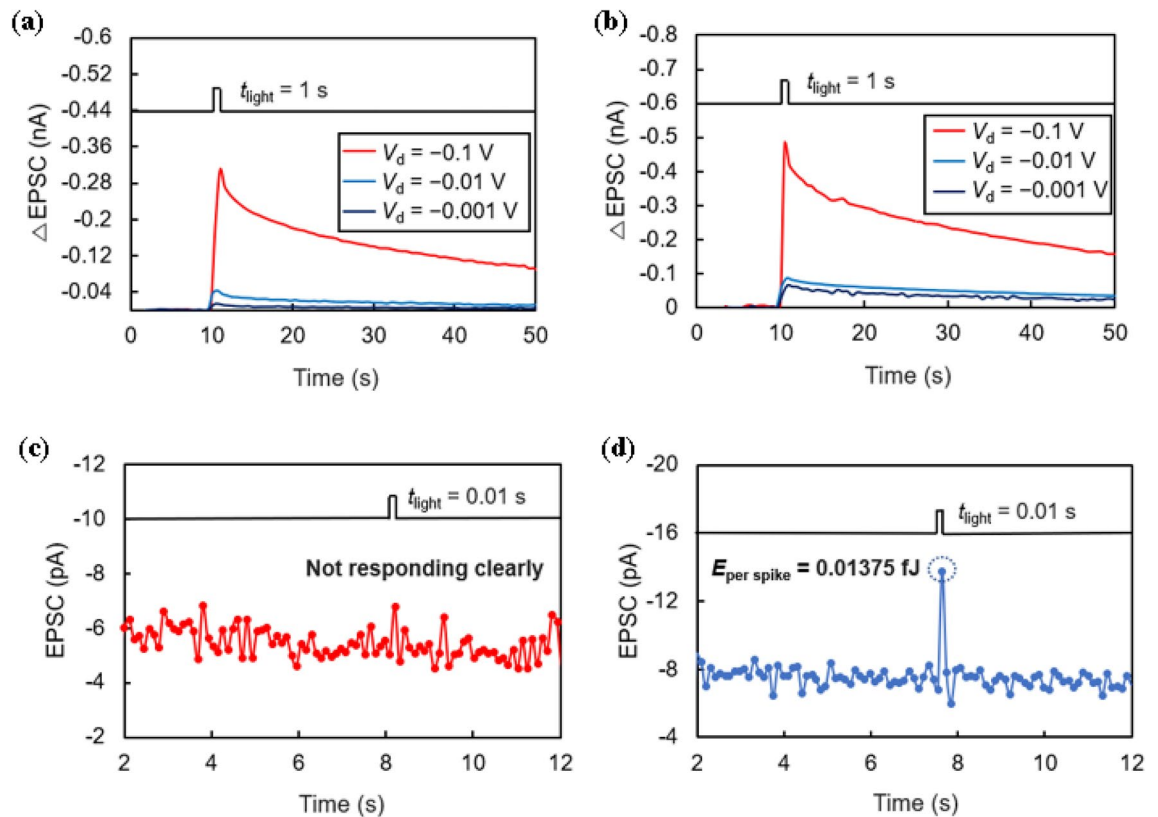 (a)
-0.6
-0.52
-0.44
-0.36
-0.28
-0.2
-0.12
-0.04
△EPSC (nA)
tlight = 1 s
Vd = −0.1 V
Vd = −0.01 V
Vd = −0.001 V
0 10 20 30 40 50
Time (s)
(b)
-0.8
-0.7
-0.6
-0.5
-0.4
-0.3
-0.2
-0.1
0
△EPSC (nA)
tlight = 1 s
Vd = −0.1 V
Vd = −0.01 V
Vd = −0.001 V
0 10 20 30 40 50
Time (s)
(c)
-12
-10
-8
-6
-4
-2
EPSC (pA)
tlight = 0.01 s
Not responding clearly
2 4 6 8 10 12
Time (s)
(d)
-20
-16
-12
-8
-4
EPSC (pA)
tlight = 0.01 s
Eper spike = 0.01375 fJ
2 4 6 8 10 12
Time (s)